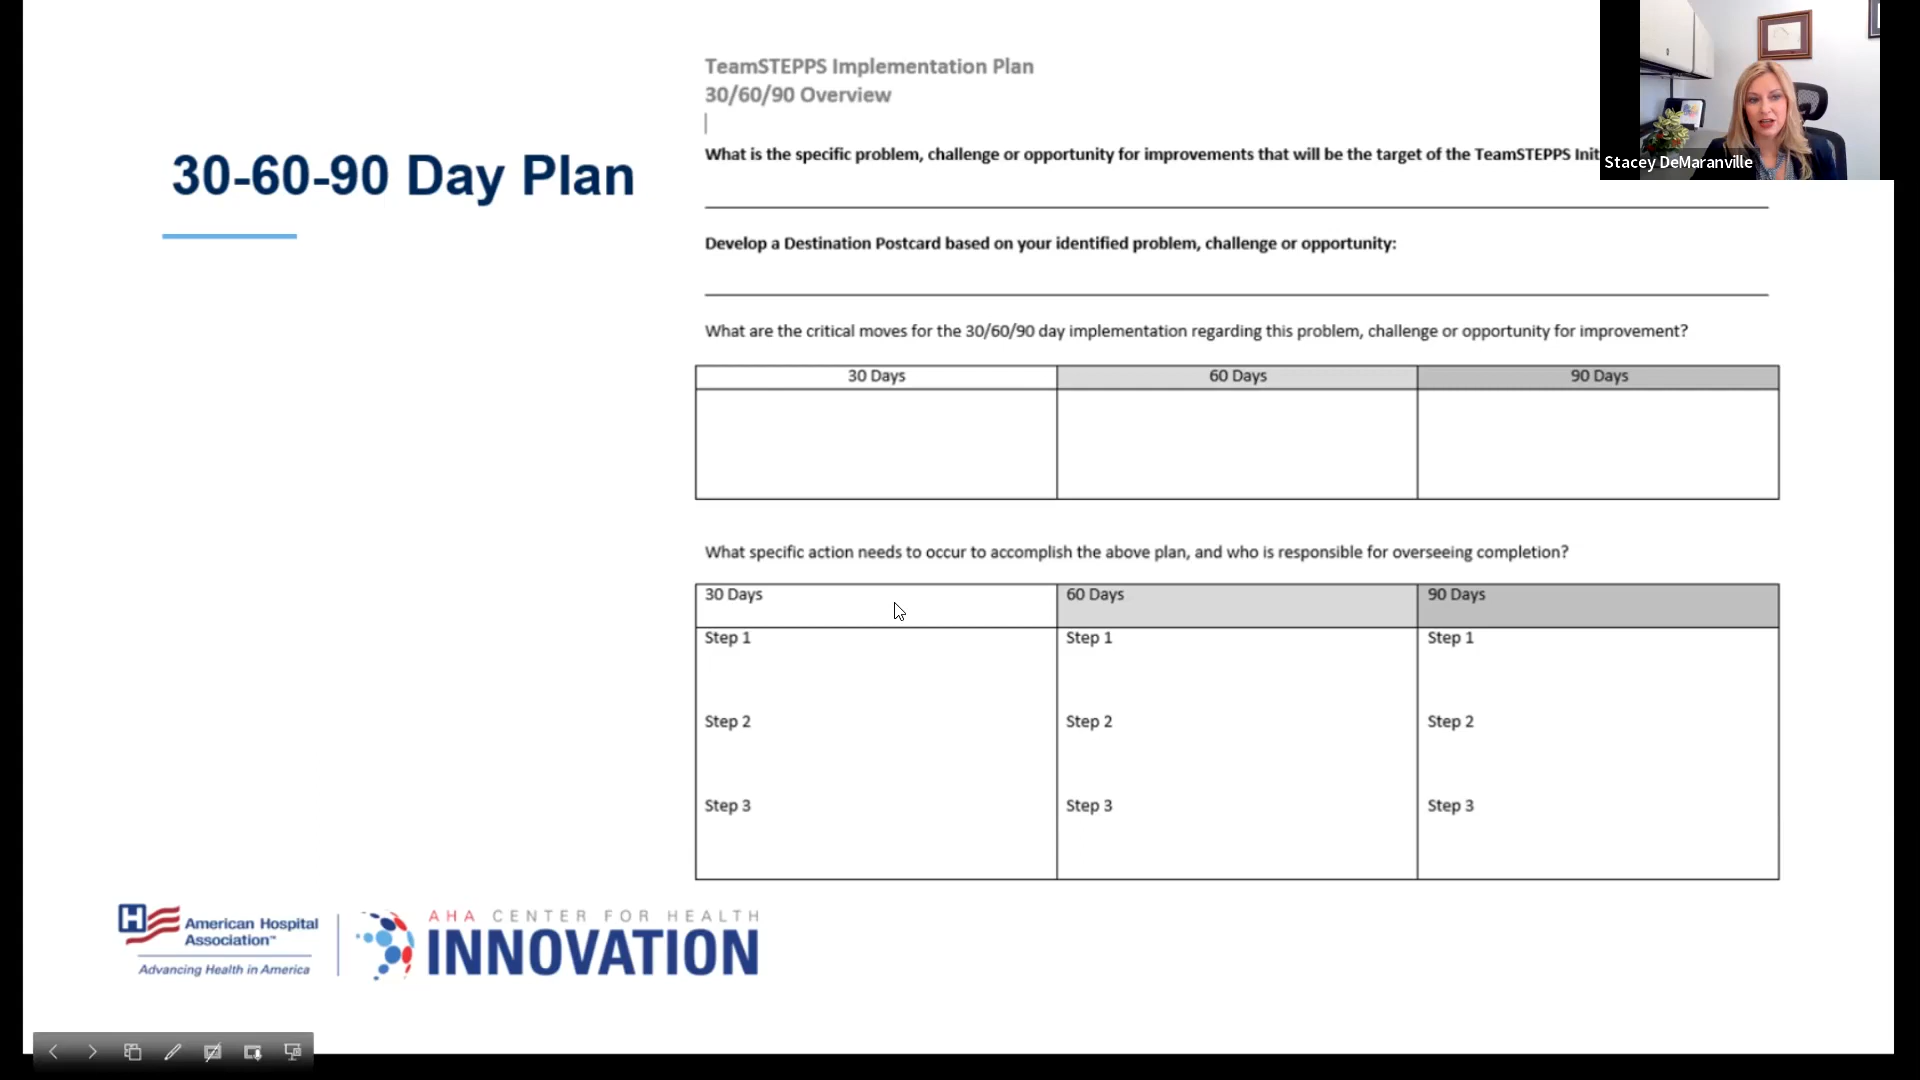 TeamSTEPPS Implementation Plan
30/60/90 Overview
30-60-90 Day Plan
What is the specific problem, challenge or opportunity for improvements that will be the target of the TeamSTEPPS Init
Stacey DeMaranville
Develop a Destination Postcard based on your identified problem, challenge or opportunity:
What are the critical moves for the 30/60/90 day implementation regarding this problem, challenge or opportunity for improvement?
30 Days 60 Days 90 Days
What specific action needs to occur to accomplish the above plan, and who is responsible for overseeing completion?
30 Days 60 Days 90 Days
Step 1 Step 1 Step 1
Step 2 Step 2 Step 2
Step 3 Step 3 Step 3
H
American Hospital
Association™
Advancing Health in America
AHA CENTER FOR HEALTH
INNOVATION